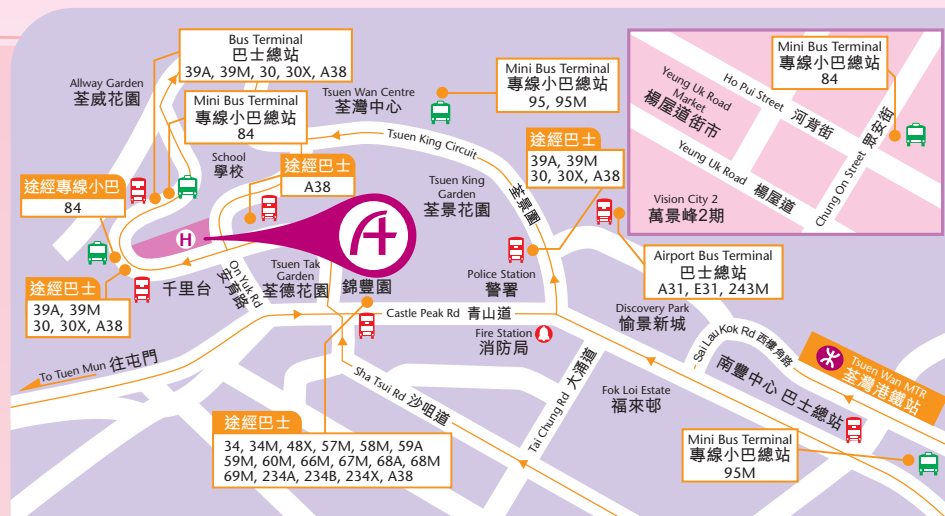 Bus Terminal
巴士總站
39A, 39M, 30, 30X, A38
Allway Garden
荃威花園
Mini Bus Terminal
專線小巴總站
84
School
學校
途經巴士
A38
途經專線小巴
84
H
途經巴士
39A, 39M
30, 30X, A38
千里台
On Yuk Rd
安育路
Tsuen Tak
Garden
荃德花園
錦豐園
To Tuen Mun 往屯門
途經巴士
34, 34M, 48X, 57M, 58M, 59A
59M, 60M, 66M, 67M, 68A, 68M
69M, 234A, 234B, 234X, A38
Tsuen Wan Centre
荃灣中心
Mini Bus Terminal
專線小巴總站
95, 95M
Tsuen King Circuit
荃景圍
Tsuen King
Garden
荃景花園
途經巴士
39A, 39M
30, 30X, A38
Police Station
警署
Castle Peak Rd 青山道
Fire Station
消防局
Sha Tsui Rd 沙咀道
Tai Chung Rd 大涌道
Airport Bus Terminal
巴士總站
A31, E31, 243M
Discovery Park
愉景新城
Sai Lau Kok Rd 西樓角路
Tsuen Wan MTR
荃灣港鐵站
Fok Loi Estate
福來邨
南豐中心 巴士總站
Mini Bus Terminal
專線小巴總站
95M
Mini Bus Terminal
專線小巴總站
84
Yeung Uk Road
Market
楊屋道街市
Ho Pui Street 河背街
Yeung Uk Road 楊屋道
Chung On Street 眾安街
Vision City 2
萬景峰2期